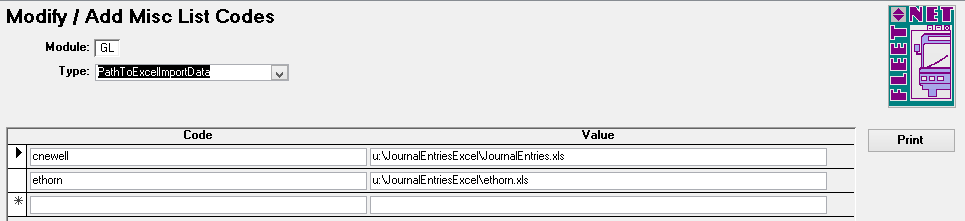 Modify / Add Misc List Codes
Module: GL
Type: PathToExcelImportData
FLEET NET
Code Value
Print
cnewell u:\JournalEntriesExcel\JournalEntries.xls
ethorn u:\JournalEntriesExcel\ethorn.xls
*